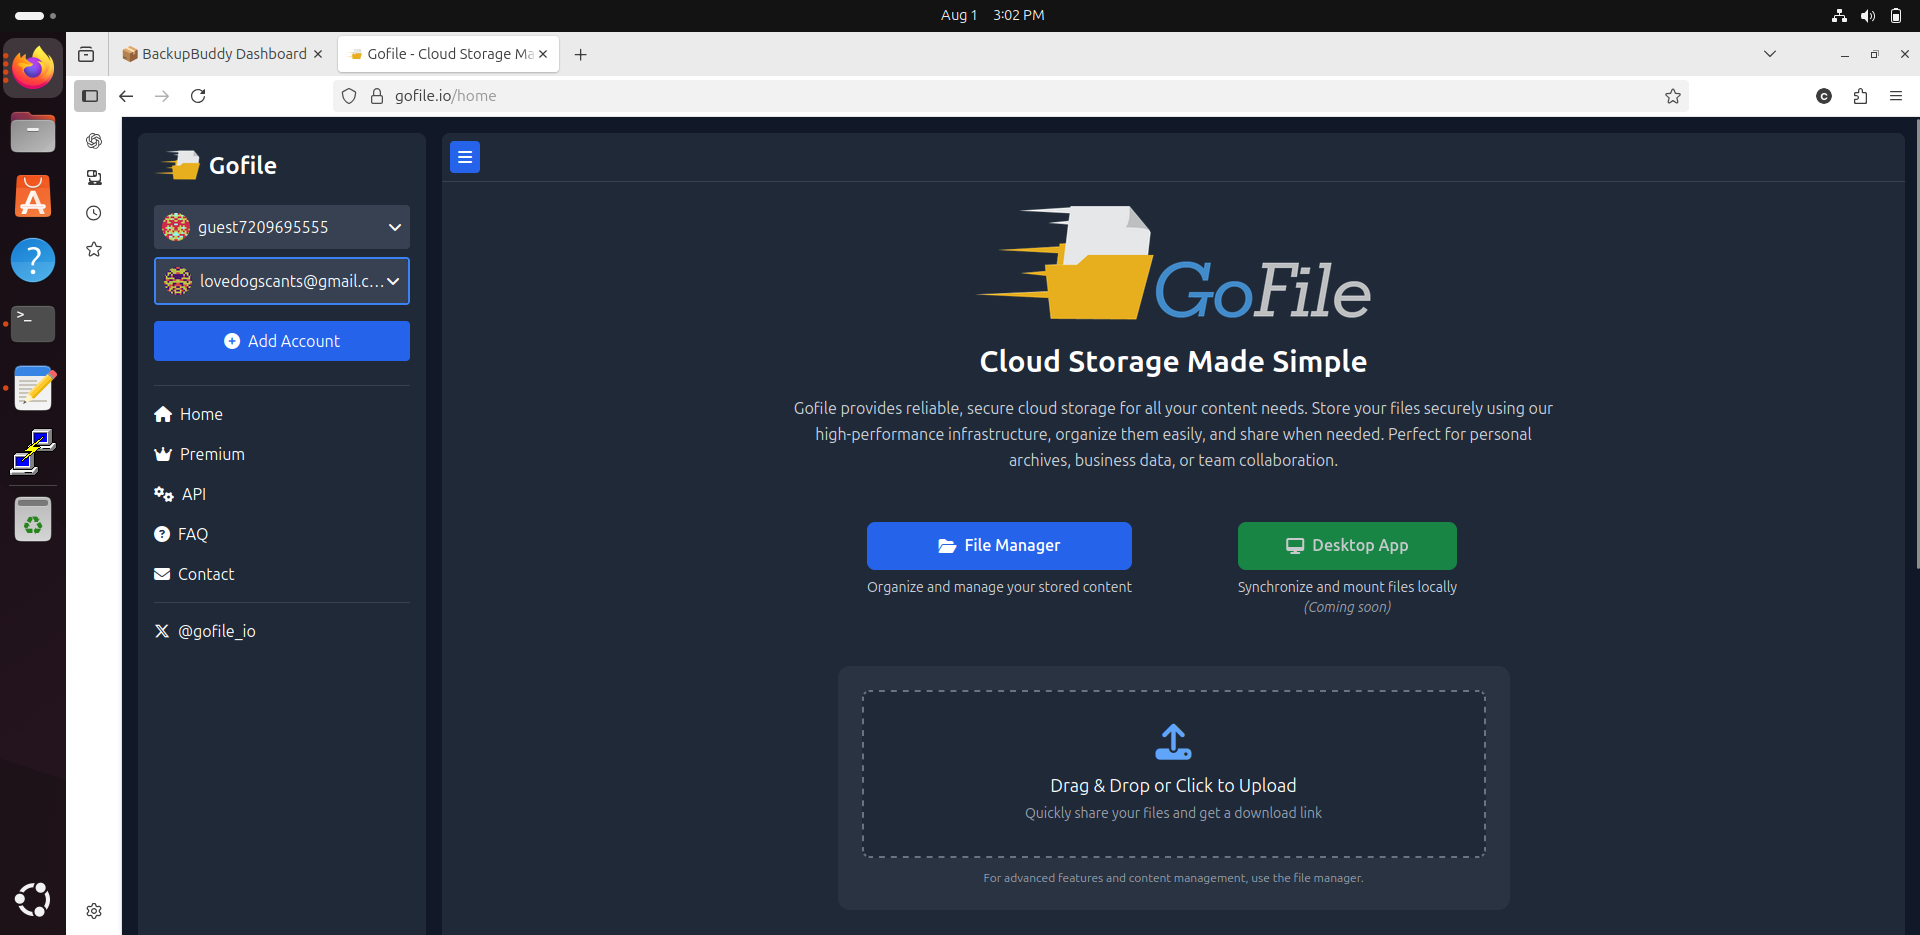 Aug 1 3:02 PM
BackupBuddy Dashboard
Gofile - Cloud Storage Ma
gofile.io/home
Gofile
guest7209695555
lovedogscants@gmail.c...
Add Account
Home
Premium
API
FAQ
Contact
@gofile_io
GoFile
Cloud Storage Made Simple
Gofile provides reliable, secure cloud storage for all your content needs. Store your files securely using our
high-performance infrastructure, organize them easily, and share when needed. Perfect for personal
archives, business data, or team collaboration.
File Manager
Organize and manage your stored content
Desktop App
Synchronize and mount files locally
(Coming soon)
Drag & Drop or Click to Upload
Quickly share your files and get a download link
For advanced features and content management, use the file manager.